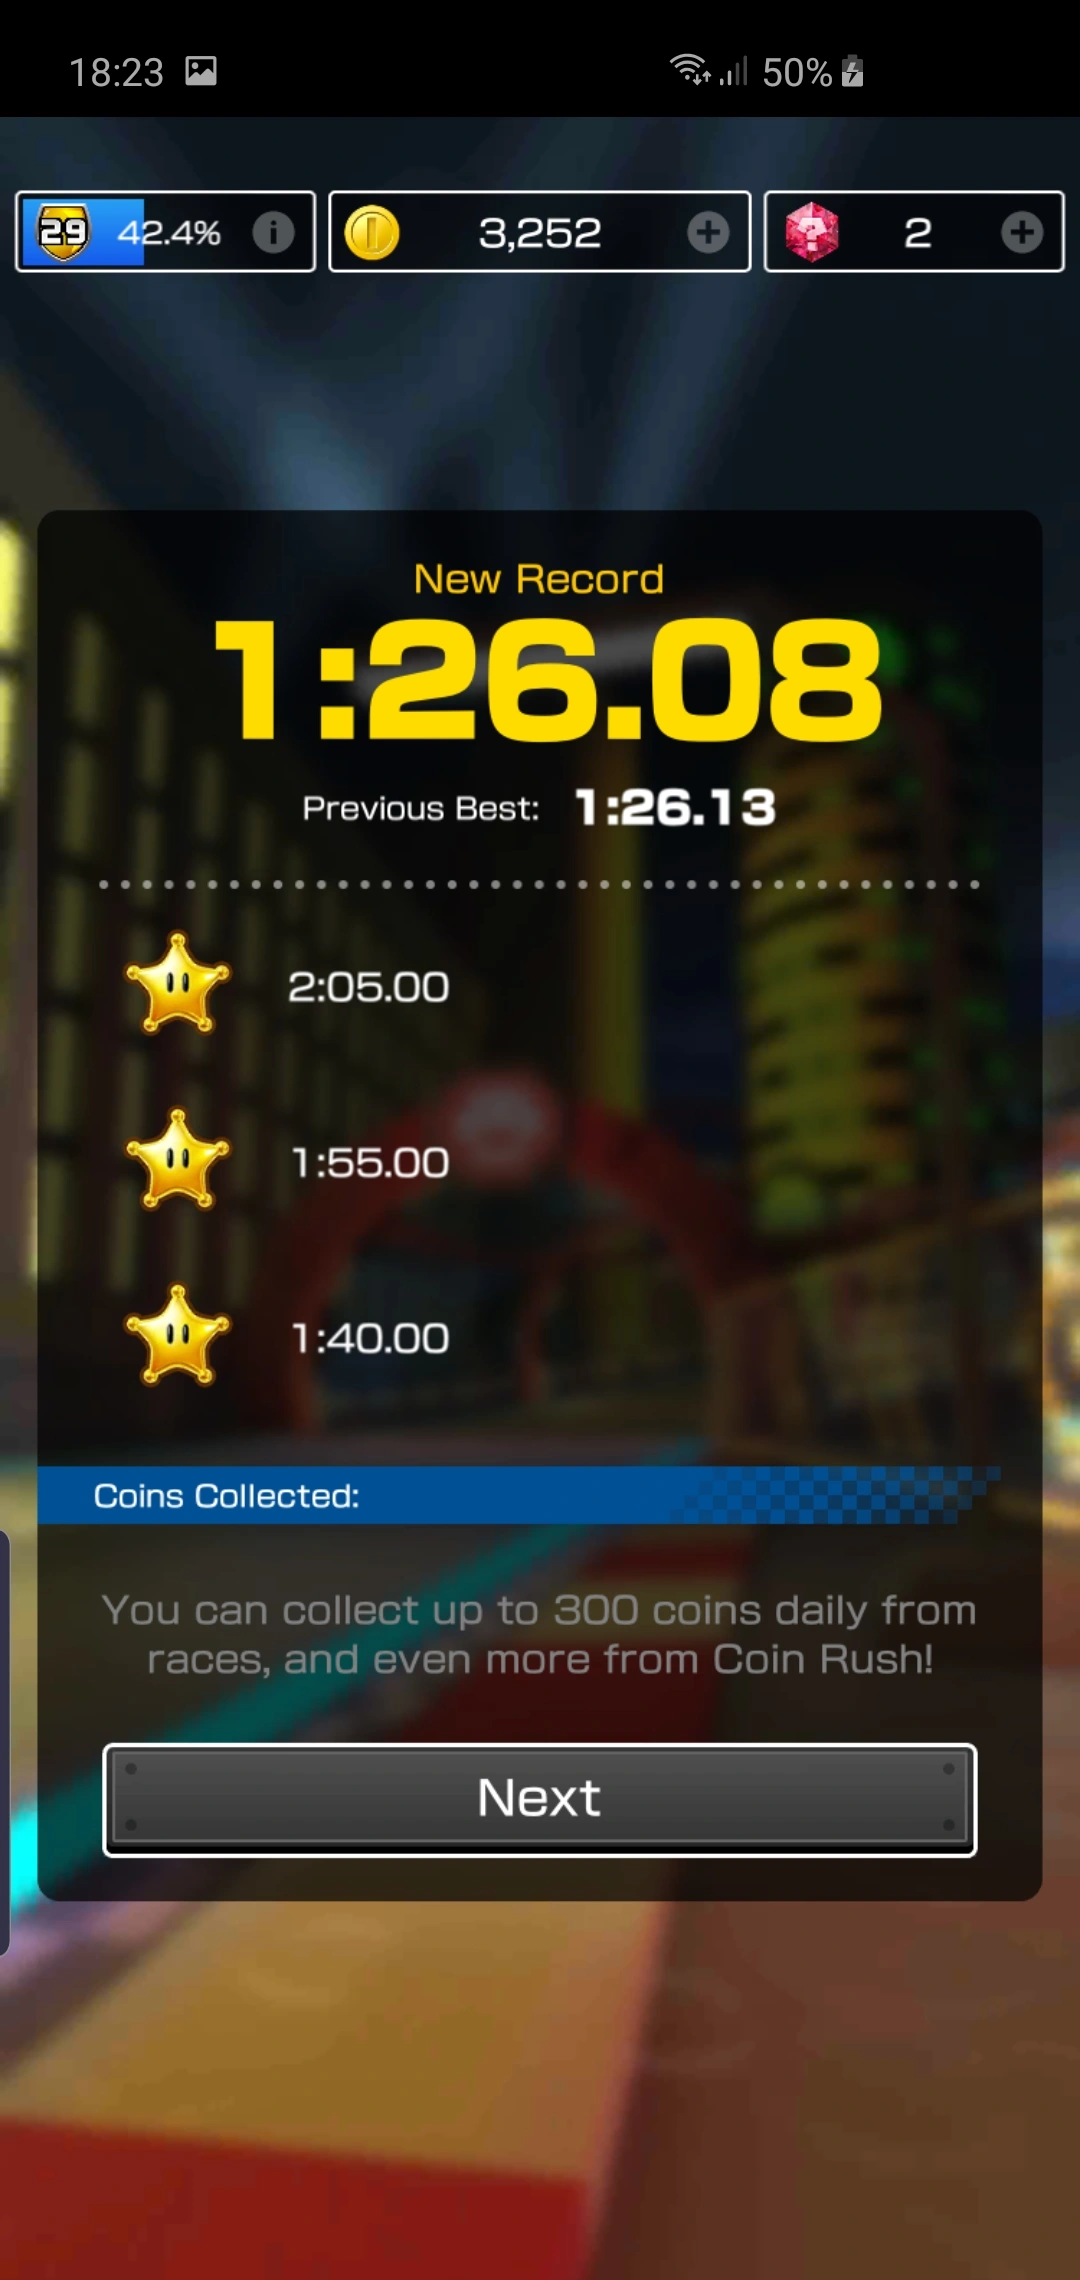 18:23 50%
29 42.4% i 3,252 + ? 2 +
New Record
1:26.08
Previous Best: 1:26.13
2:05.00
1:55.00
1:40.00
Coins Collected:
You can collect up to 300 coins daily from
races, and even more from Coin Rush!
Next